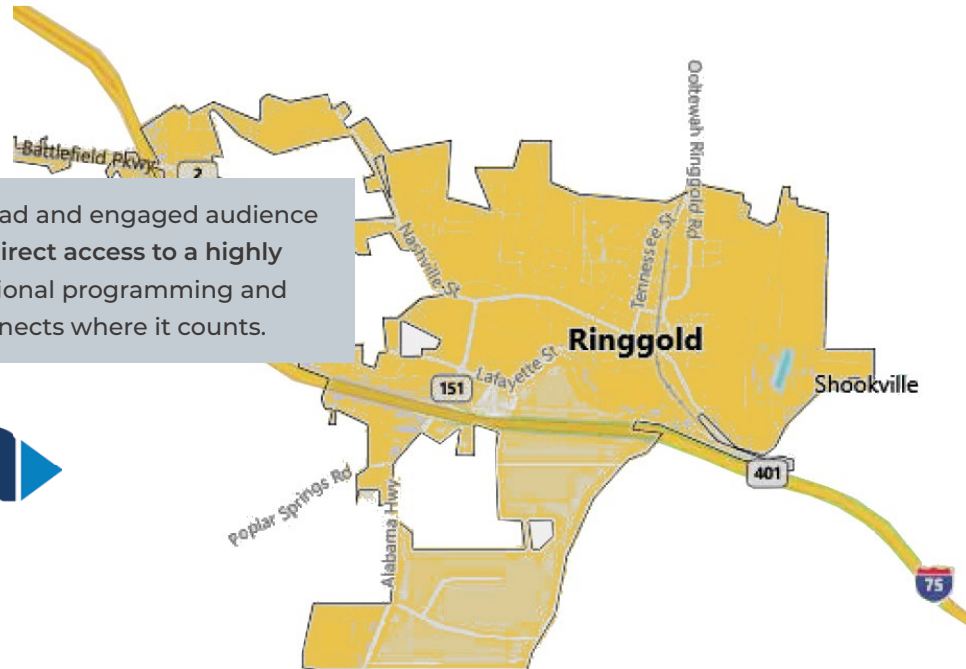 Battlefield Pkwy
2
ad and engaged audience
irect access to a highly
ional programming and
nects where it counts.
Ooltewah Ringgold Rd
Nashville St
Tennessee St
Ringgold
Lafayette St
151
Shookville
401
Poplar Springs Rd
Alabama Hwy
75